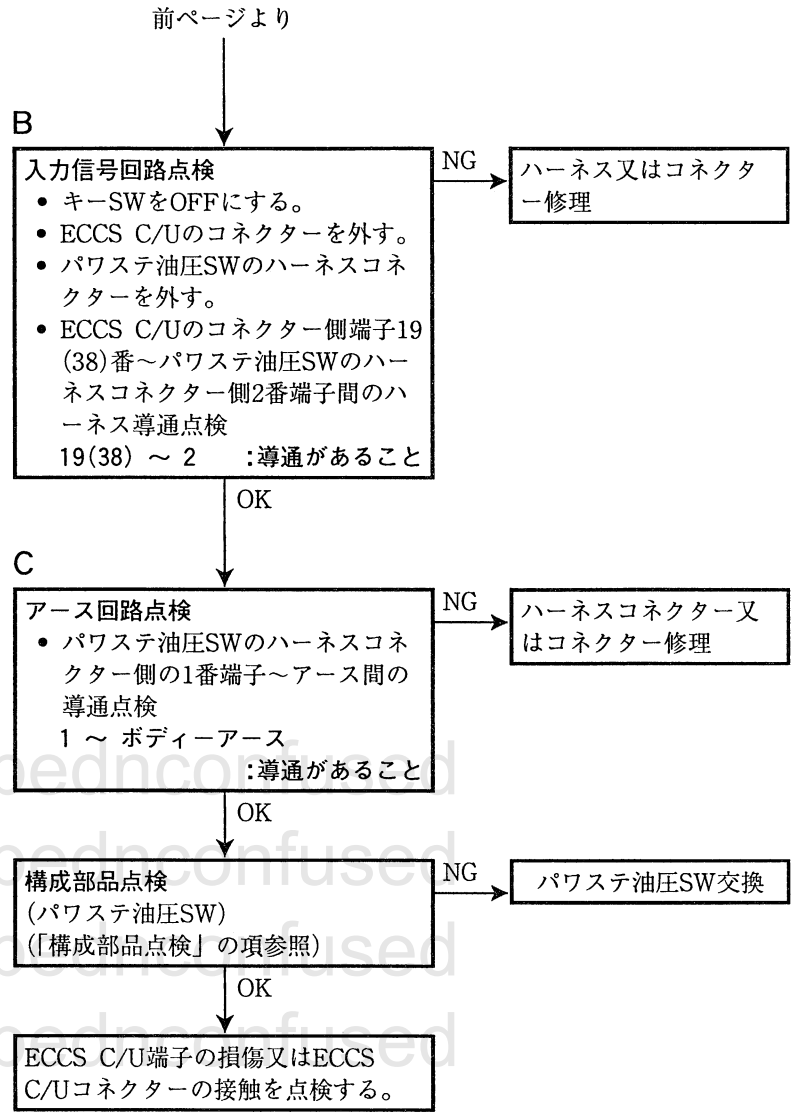 前ページより
B
入力信号回路点検
• キーSWをOFFにする。
• ECCS C/Uのコネクターを外す。
• パワステ油圧SWのハーネスコネ
クターを外す。
• ECCS C/Uのコネクター側端子19
(38)番～パワステ油圧SWのハー
ネスコネクター側2番端子間のハ
ーネス導通点検
19(38) ～ 2 :導通があること
NG
ハーネス又はコネクタ
ー修理
OK
C
アース回路点検
• パワステ油圧SWのハーネスコネ
クター側の1番端子～アース間の
導通点検
1 ～ ボディーアース
:導通があること
NG
ハーネスコネクター又
はコネクター修理
OK
構成部品点検
(パワステ油圧SW)
(「構成部品点検」の項参照)
NG
パワステ油圧SW交換
OK
ECCS C/U端子の損傷又はECCS
C/Uコネクターの接触を点検する。
pednconfused
pednconfused
pednconfused
pednconfused